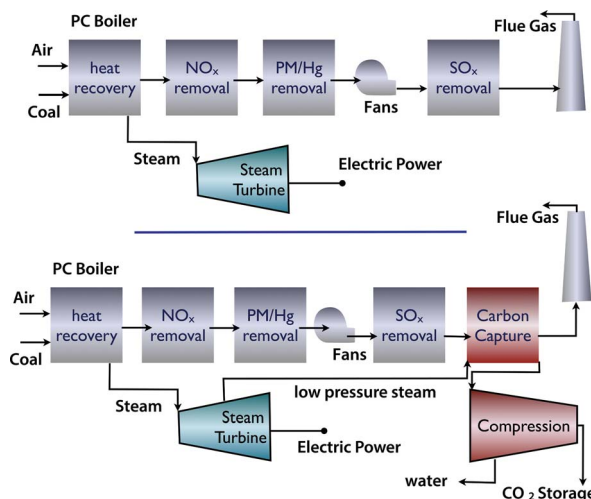 PC Boiler
Flue Gas
Air
Coal
heat
recovery
NOx
removal
PM/Hg
removal
Fans
SOx
removal
Steam
Steam
Turbine
Electric Power
Flue Gas
PC Boiler
Air
Coal
heat
recovery
NOx
removal
PM/Hg
removal
Fans
SOx
removal
Carbon
Capture
Steam
low pressure steam
Steam
Turbine
Electric Power
Compression
water
CO2 Storage